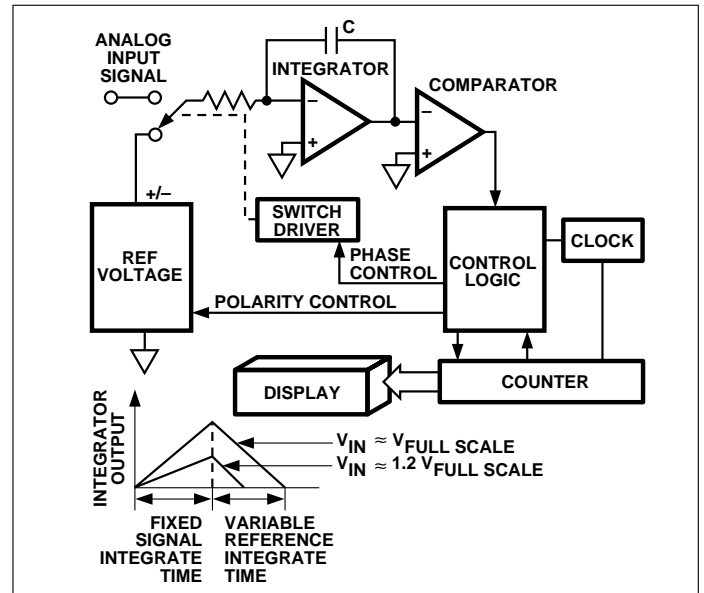 ANALOG
INPUT
SIGNAL
C
INTEGRATOR
–
+
COMPARATOR
–
+
+/–
REF
VOLTAGE
SWITCH
DRIVER
PHASE
CONTROL
CONTROL
LOGIC
CLOCK
POLARITY CONTROL
DISPLAY
COUNTER
INTEGRATOR
OUTPUT
VIN ≈ VFULL SCALE
VIN ≈ 1.2 VFULL SCALE
FIXED
SIGNAL
INTEGRATE
TIME
VARIABLE
REFERENCE
INTEGRATE
TIME